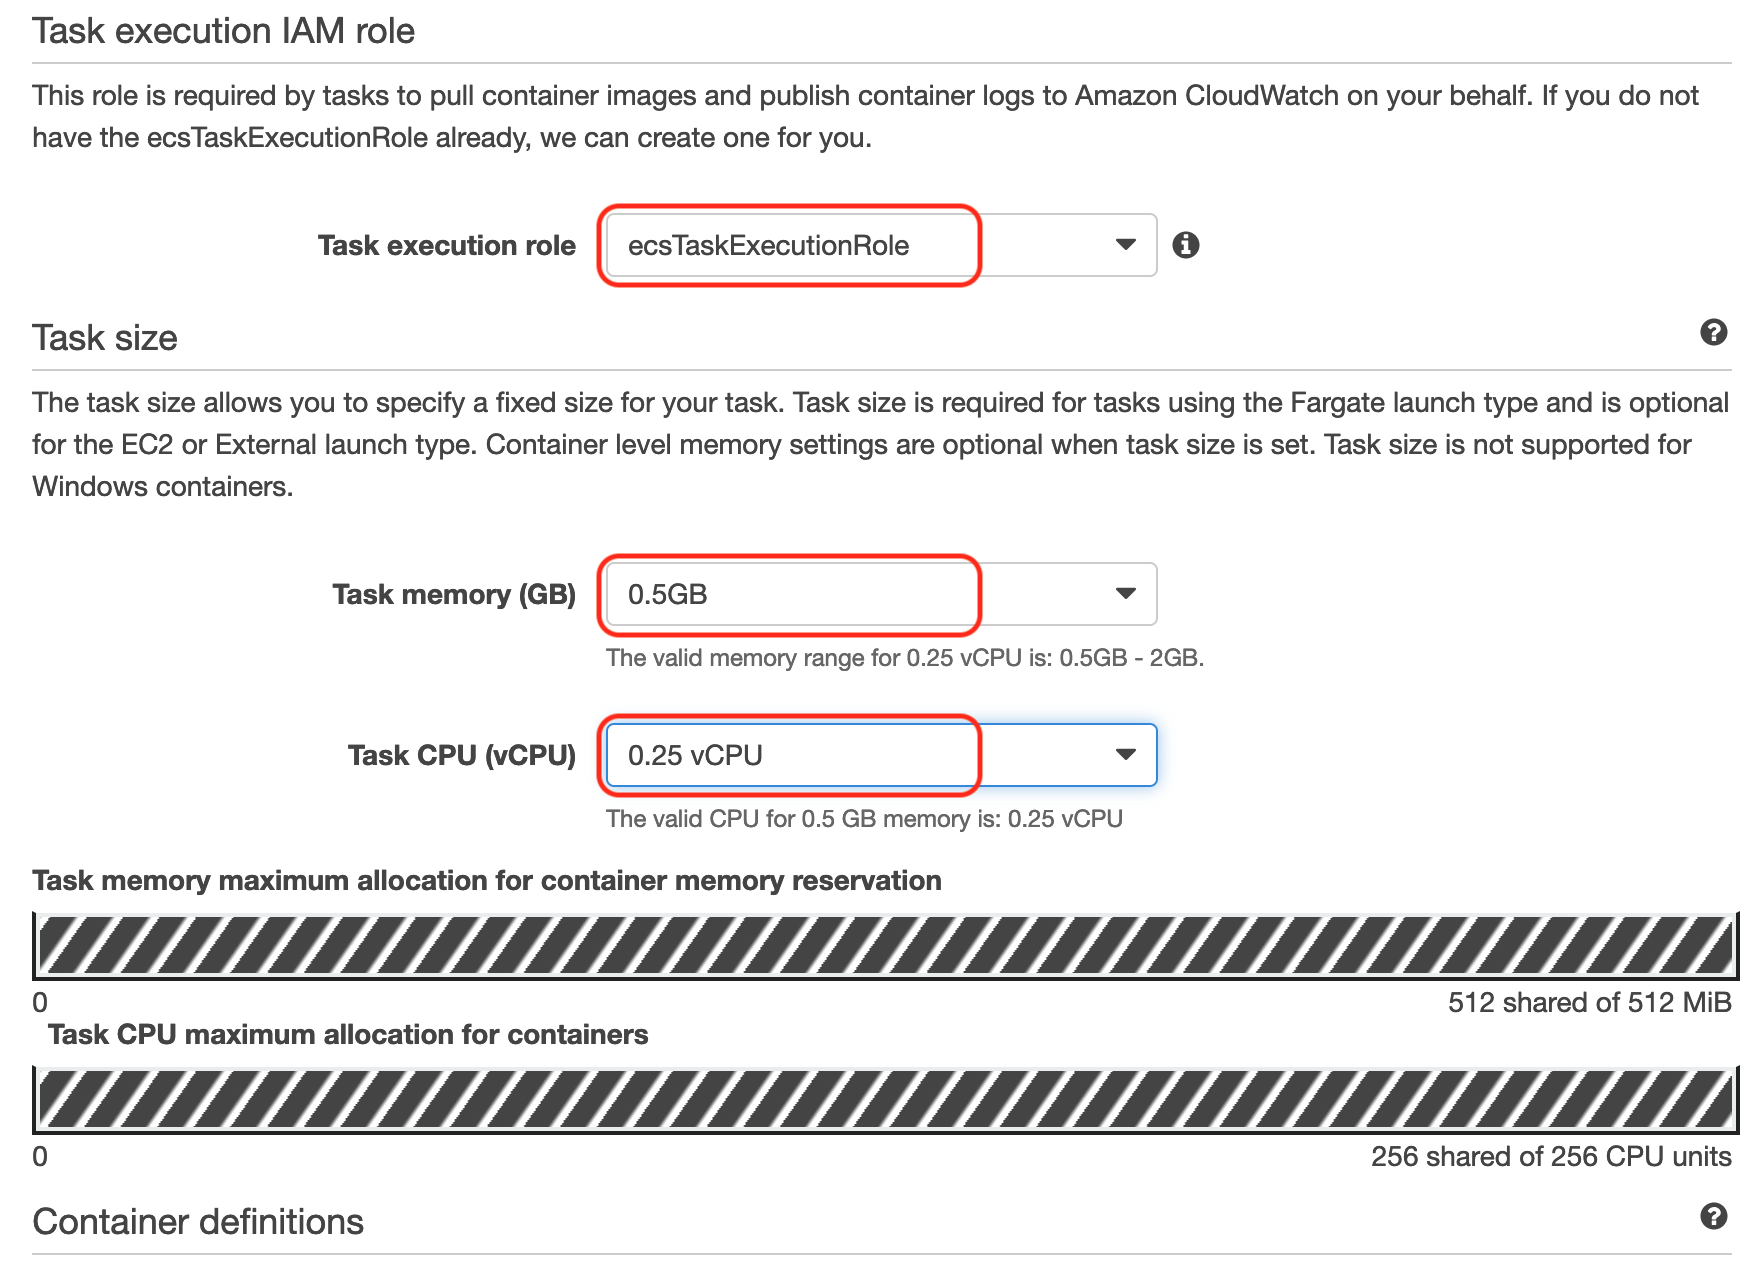 Task execution IAM role
This role is required by tasks to pull container images and publish container logs to Amazon CloudWatch on your behalf. If you do not
have the ecsTaskExecutionRole already, we can create one for you.
Task execution role ecsTaskExecutionRole
Task size
The task size allows you to specify a fixed size for your task. Task size is required for tasks using the Fargate launch type and is optional
for the EC2 or External launch type. Container level memory settings are optional when task size is set. Task size is not supported for
Windows containers.
Task memory (GB) 0.5GB
The valid memory range for 0.25 vCPU is: 0.5GB - 2GB.
Task CPU (vCPU) 0.25 vCPU
The valid CPU for 0.5 GB memory is: 0.25 vCPU
Task memory maximum allocation for container memory reservation
0 512 shared of 512 MiB
Task CPU maximum allocation for containers
0 256 shared of 256 CPU units
Container definitions